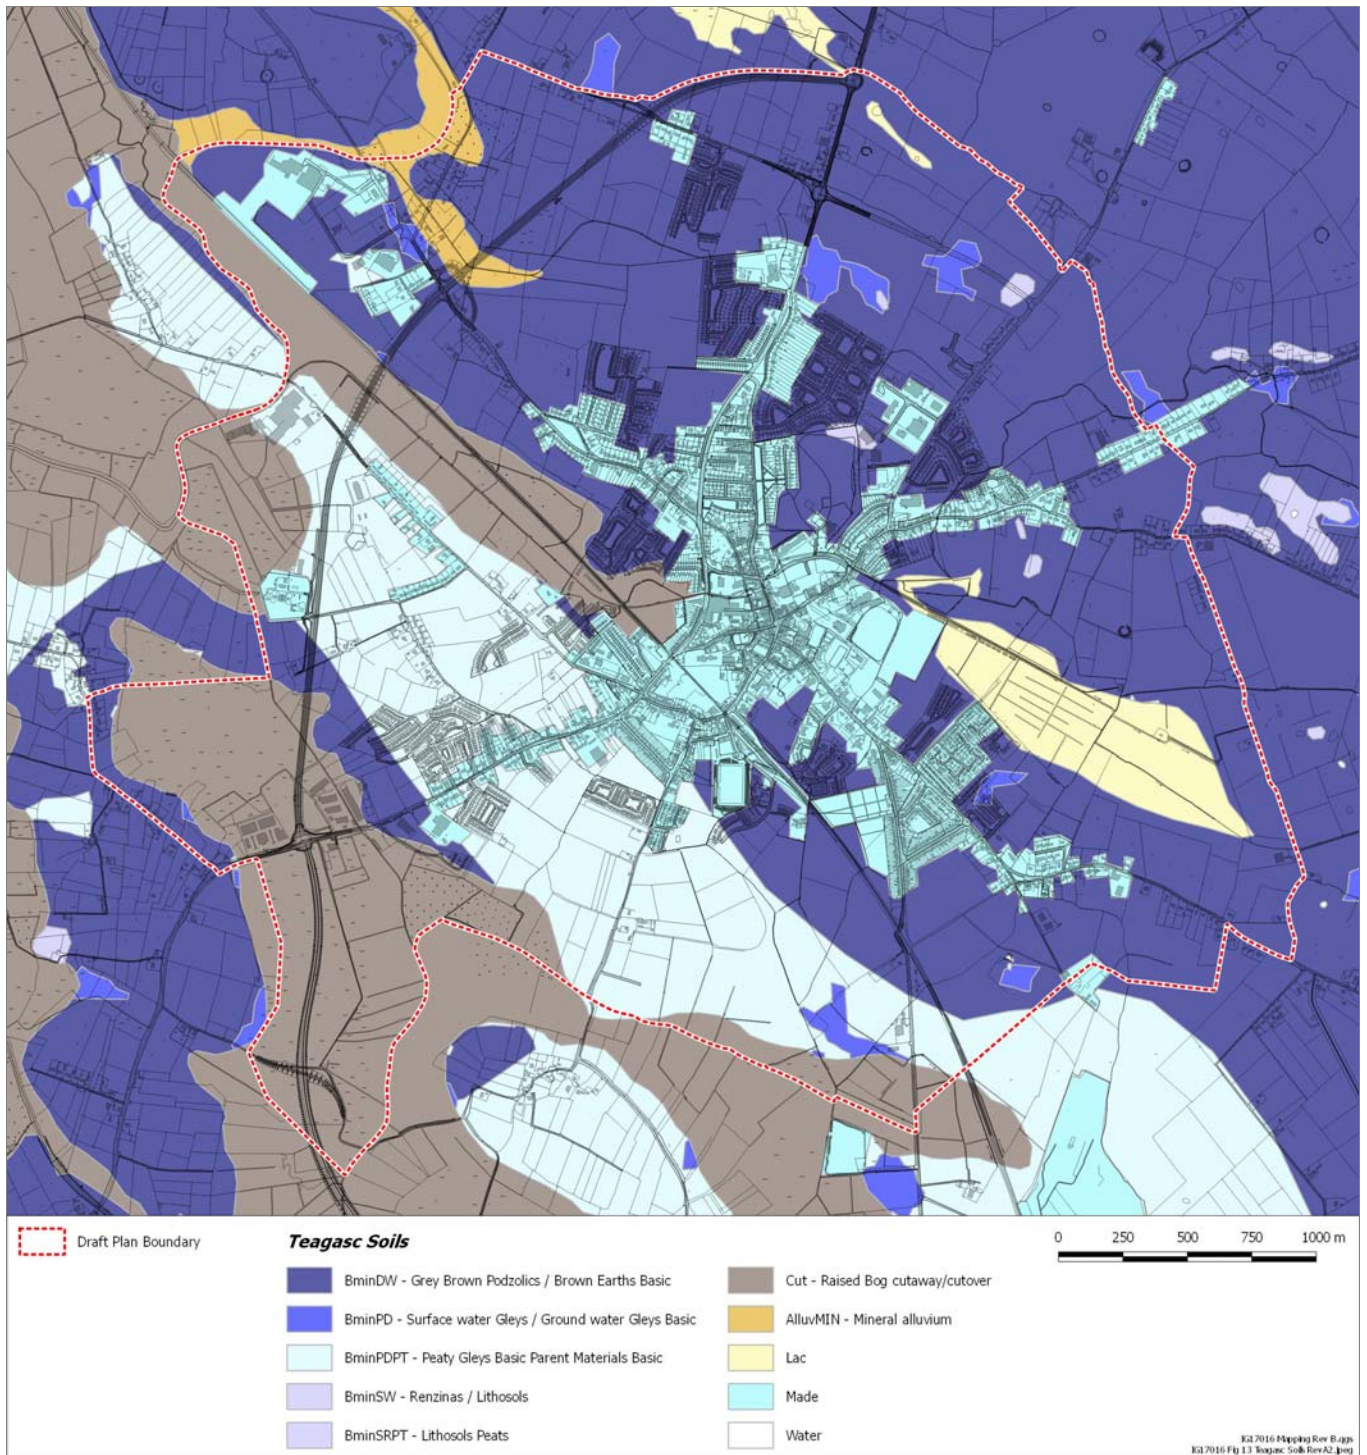 Draft Plan Boundary
Teagasc Soils
BminDW - Grey Brown Podzolics / Brown Earths Basic
BminPD - Surface water Gleys / Ground water Gleys Basic
BminPDPT - Peaty Gleys Basic Parent Materials Basic
BminSW - Renzinas / Lithosols
BminSRPT - Lithosols Peats
Cut - Raised Bog cutaway/cutover
AlluvMIN - Mineral alluvium
Lac
Made
Water
0 250 500 750 1000 m
IG17016 Mapping Rev B.qgs
IG17016 Fig 13 Teagasc Soils RevA2.jpeg